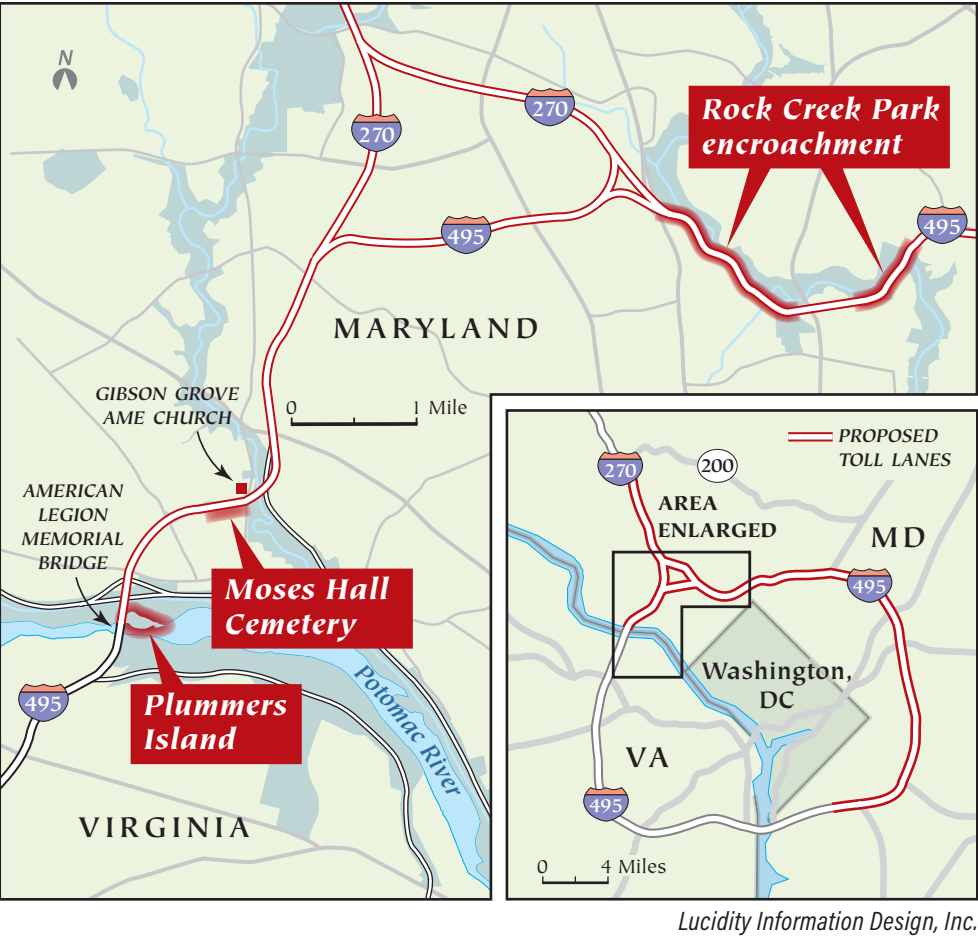 N
270
270
Rock Creek Park
encroachment
495
495
MARYLAND
GIBSON GROVE
AME CHURCH
0 1 Mile
AMERICAN
LEGION
MEMORIAL
BRIDGE
Moses Hall
Cemetery
495
Plummers
Island
Potomac River
VIRGINIA
PROPOSED
TOLL LANES
270
200
AREA
ENLARGED
MD
495
Washington,
DC
VA
495
0 4 Miles
Lucidity Information Design, Inc.